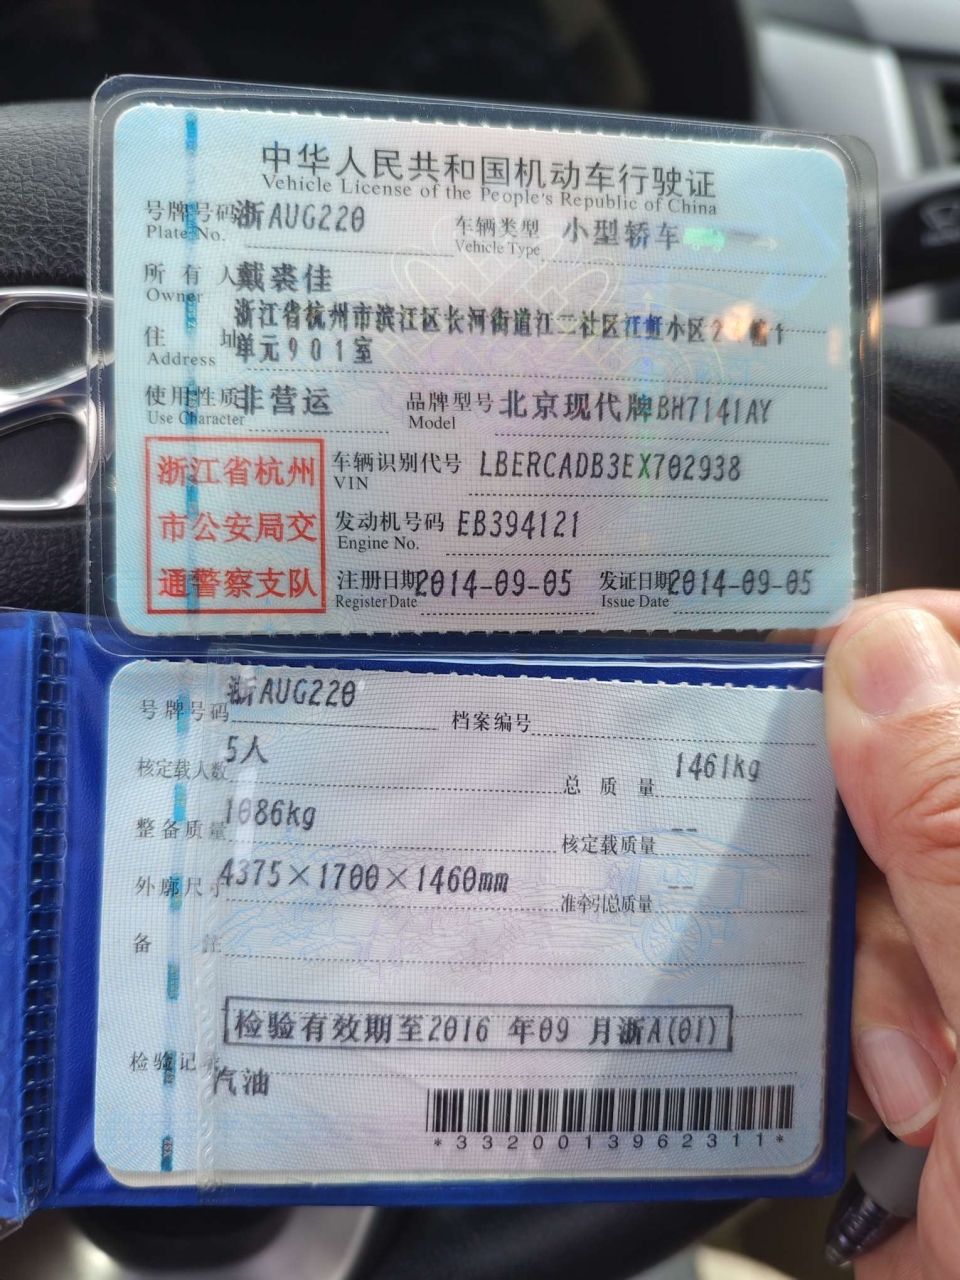 中华人民共和国机动车行驶证
Vehicle License of the People's Republic of China
号牌号码 浙AUG220 车辆类型 小型轿车
Plate No. Vehicle Type
所有人 戴裘佳
Owner
住址 浙江省杭州市滨江区长河街道江二社区江虹小区2 幢1
Address 单元901室
使用性质 非营运 品牌型号 北京现代牌BH7141AY
Use Character Model
浙江省杭州
市公安局交
通警察支队
车辆识别代号 LBERCADB3EX702938
VIN
发动机号码 EB394121
Engine No.
注册日期 2014-09-05 发证日期 2014-09-05
Register Date Issue Date
号牌号码 浙AUG220 档案编号
核定载人数 5人 总质量 1461kg
整备质量 1086kg 核定载质量 --
外廓尺寸 4375×1700×1460mm 准牵引总质量 --
备注
检验有效期至2016 年09 月浙A(01)
检验记录 汽油
*3320013962311*